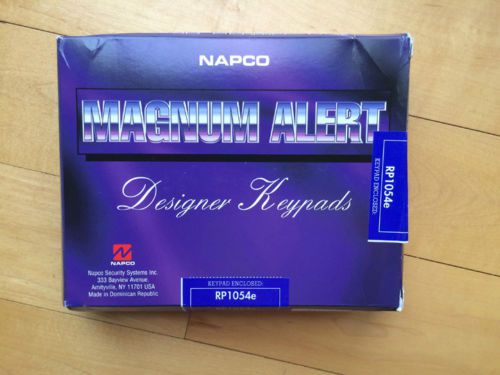 NAPCO
MAGNUM ALERT
Designer Keypads
NAPCO
Napco Security Systems Inc.
333 Bayview Avenue.
Amityville, NY 11701 USA
Made in Dominican Republic
KEYPAD ENCLOSED:
RP1054e
KEYPAD ENCLOSED:
RP1054e